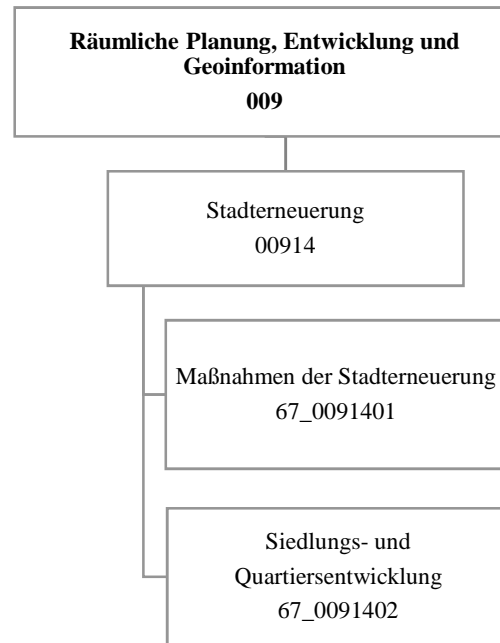 Räumliche Planung, Entwicklung und
Geoinformation
009
Stadterneuerung
00914
Maßnahmen der Stadterneuerung
67_0091401
Siedlungs- und
Quartiersentwicklung
67_0091402